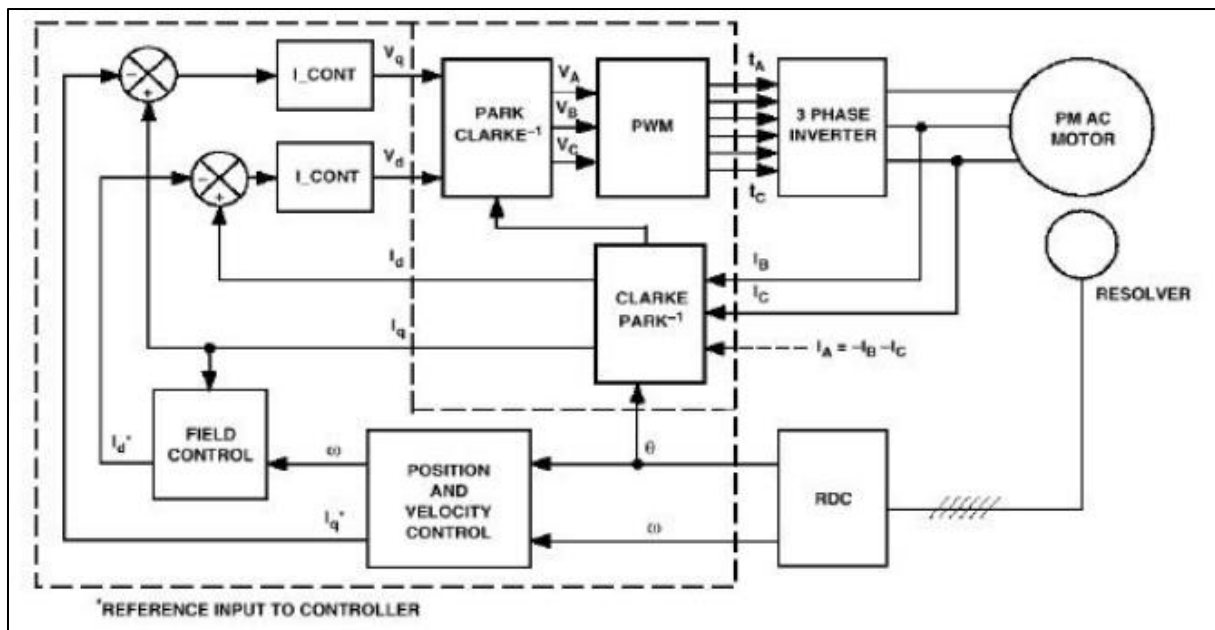 I_CONT
Vq
PARK
CLARKE⁻¹
VA
VB
VC
PWM
tA
tC
3 PHASE
INVERTER
PM AC
MOTOR
I_CONT
Vd
Id
Iq
CLARKE
PARK⁻¹
IB
IC
IA = –IB –IC
RESOLVER
FIELD
CONTROL
Id*
ω
POSITION
AND
VELOCITY
CONTROL
θ
ω
RDC
Iq*
*REFERENCE INPUT TO CONTROLLER